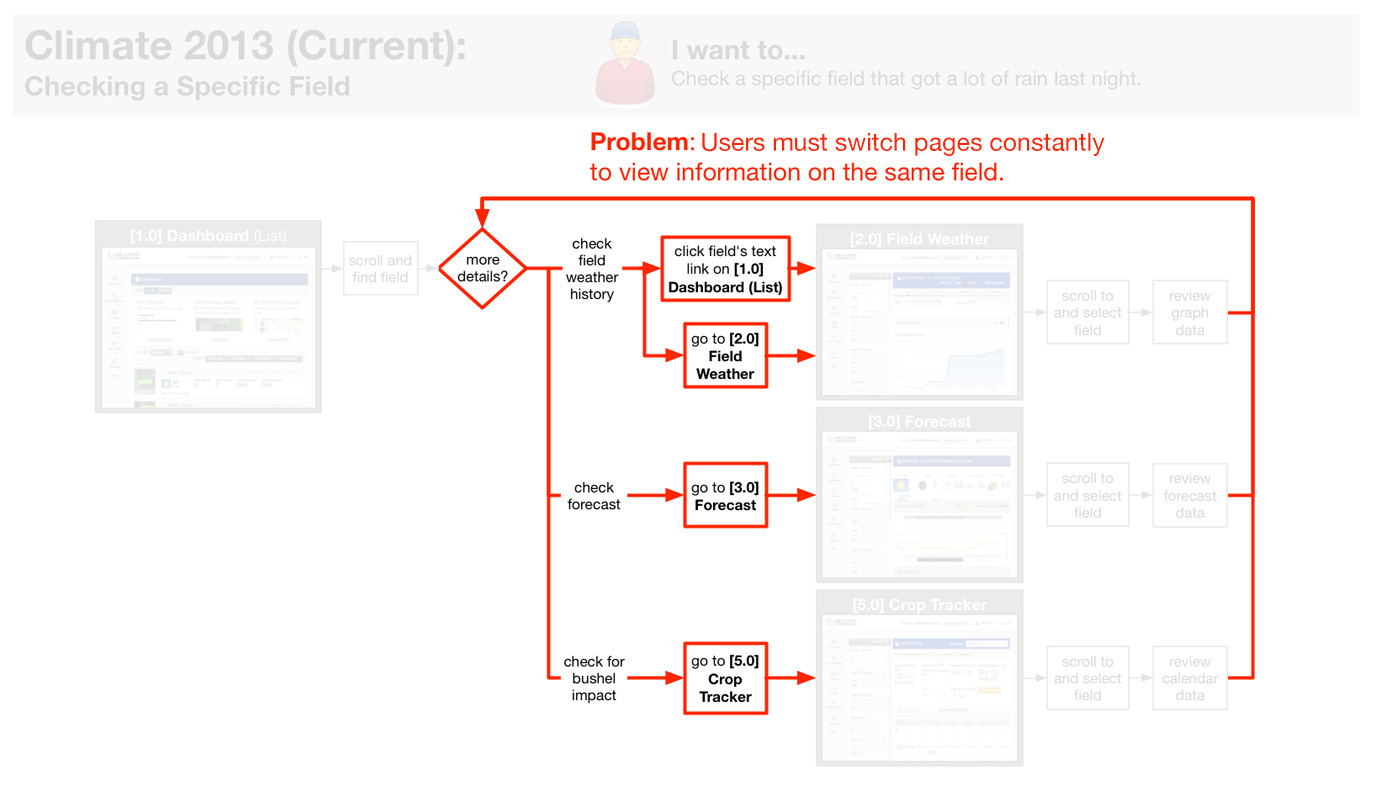 Climate 2013 (Current):
Checking a Specific Field
I want to...
Check a specific field that got a lot of rain last night.
Problem: Users must switch pages constantly
to view information on the same field.
[1.0] Dashboard (List)
scroll and
find field
more
details?
check
field
weather
history
click field's text
link on [1.0]
Dashboard (List)
go to [2.0]
Field
Weather
[2.0] Field Weather
scroll to
and select
field
review
graph
data
check
forecast
go to [3.0]
Forecast
[3.0] Forecast
scroll to
and select
field
review
forecast
data
check for
bushel
impact
go to [5.0]
Crop
Tracker
[5.0] Crop Tracker
scroll to
and select
field
review
calendar
data